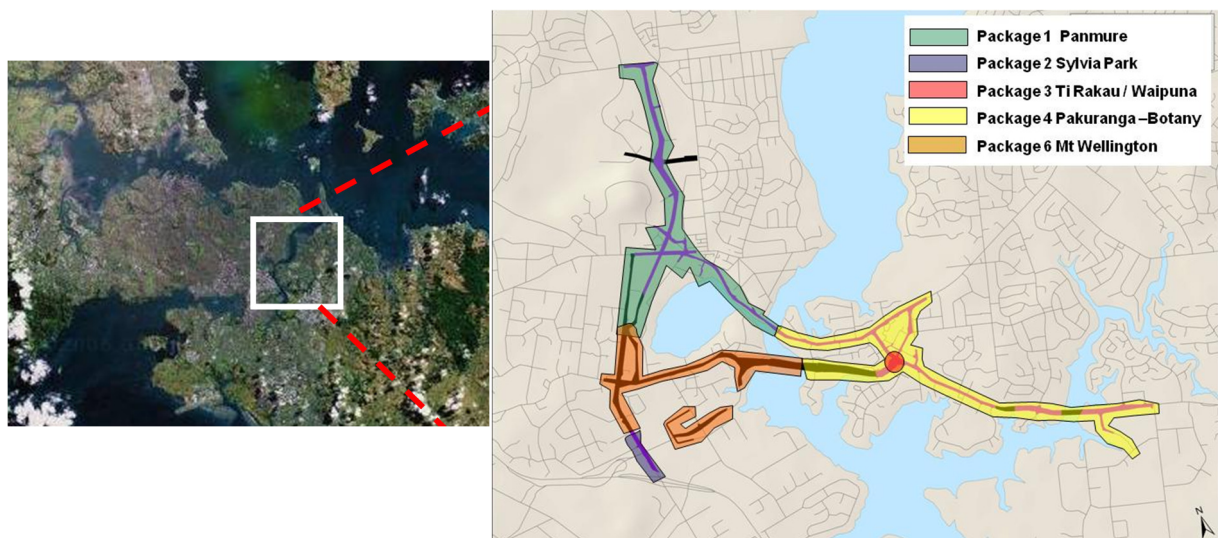 Package 1 Panmure
Package 2 Sylvia Park
Package 3 Ti Rakau / Waipuna
Package 4 Pakuranga –Botany
Package 6 Mt Wellington
N